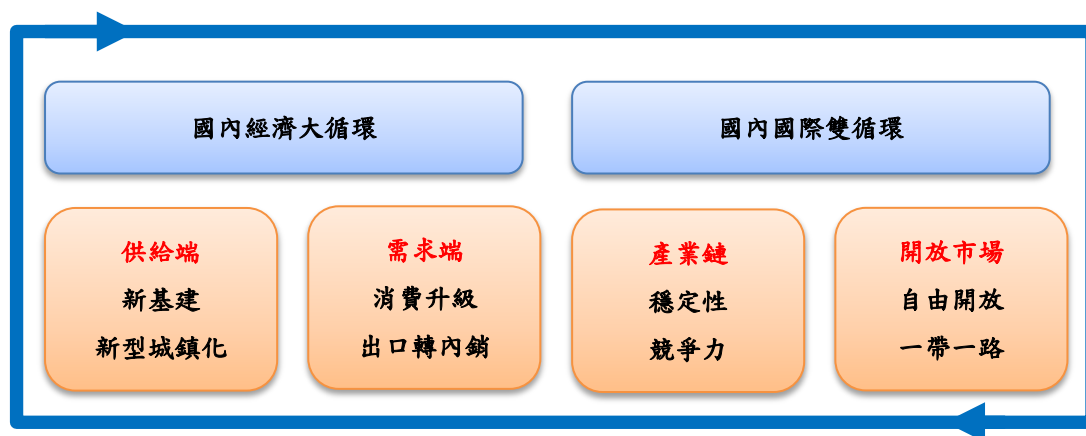 國內經濟大循環
國內國際雙循環
供給端
新基建
新型城鎮化
需求端
消費升級
出口轉內銷
產業鏈
穩定性
競爭力
開放市場
自由開放
一帶一路